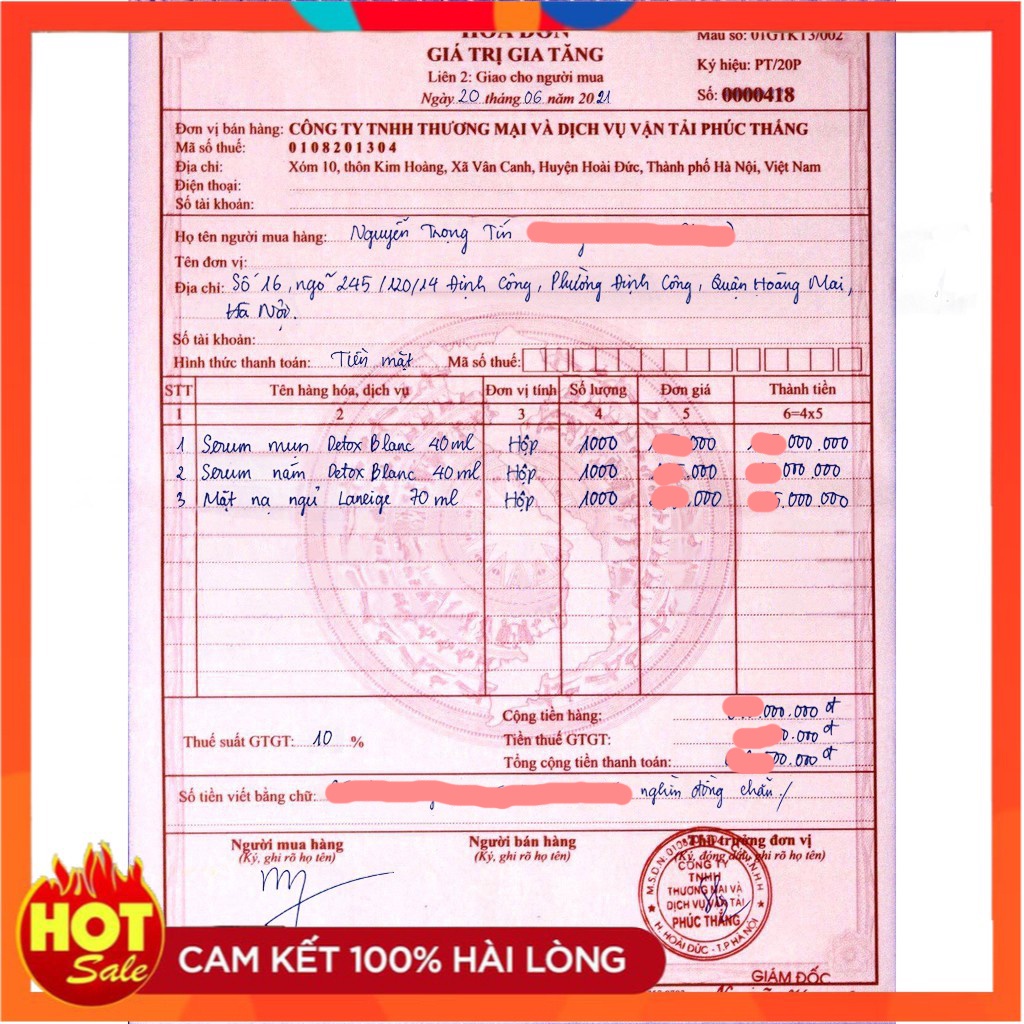 HÓA ĐƠN
GIÁ TRỊ GIA TĂNG
Liên 2: Giao cho người mua
Ngày 20 tháng 06 năm 2021
Mẫu số: 01GTKT3/002
Ký hiệu: PT/20P
Số: 0000418
Đơn vị bán hàng: CÔNG TY TNHH THƯƠNG MẠI VÀ DỊCH VỤ VẬN TẢI PHÚC THẮNG
Mã số thuế: 0108201304
Địa chỉ: Xóm 10, thôn Kim Hoàng, Xã Vân Canh, Huyện Hoài Đức, Thành phố Hà Nội, Việt Nam
Điện thoại:
Số tài khoản:
Họ tên người mua hàng: Nguyễn Trọng Tín
Tên đơn vị:
Địa chỉ: Số 16, ngõ 245/120/14 Định Công, Phường Định Công, Quận Hoàng Mai,
Hà Nội.
Số tài khoản:
Hình thức thanh toán: Tiền mặt Mã số thuế:
STT Tên hàng hóa, dịch vụ Đơn vị tính Số lượng Đơn giá Thành tiền
1 2 3 4 5 6=4x5
1 Serum mụn Detox Blanc 40ml Hộp 1000 000 000.000
2 Serum nám Detox Blanc 40ml Hộp 1000 000 000.000
3 Mặt nạ ngủ Laneige 70ml Hộp 1000 000 5.000.000
Cộng tiền hàng: 000.000 đ
Thuế suất GTGT: 10 % Tiền thuế GTGT: 0.000 đ
Tổng cộng tiền thanh toán: 500.000 đ
Số tiền viết bằng chữ: nghìn đồng chẵn./
Người mua hàng
(Ký, ghi rõ họ tên)
Người bán hàng
(Ký, ghi rõ họ tên)
Thủ trưởng đơn vị
(Ký, đóng dấu, ghi rõ họ tên)
CÔNG TY
TNHH
THƯƠNG MẠI VÀ
DỊCH VỤ VẬN TẢI
PHÚC THẮNG
H. HOÀI ĐỨC - T.P HÀ NỘI
GIÁM ĐỐC
HOT
Sale
CAM KẾT 100% HÀI LÒNG